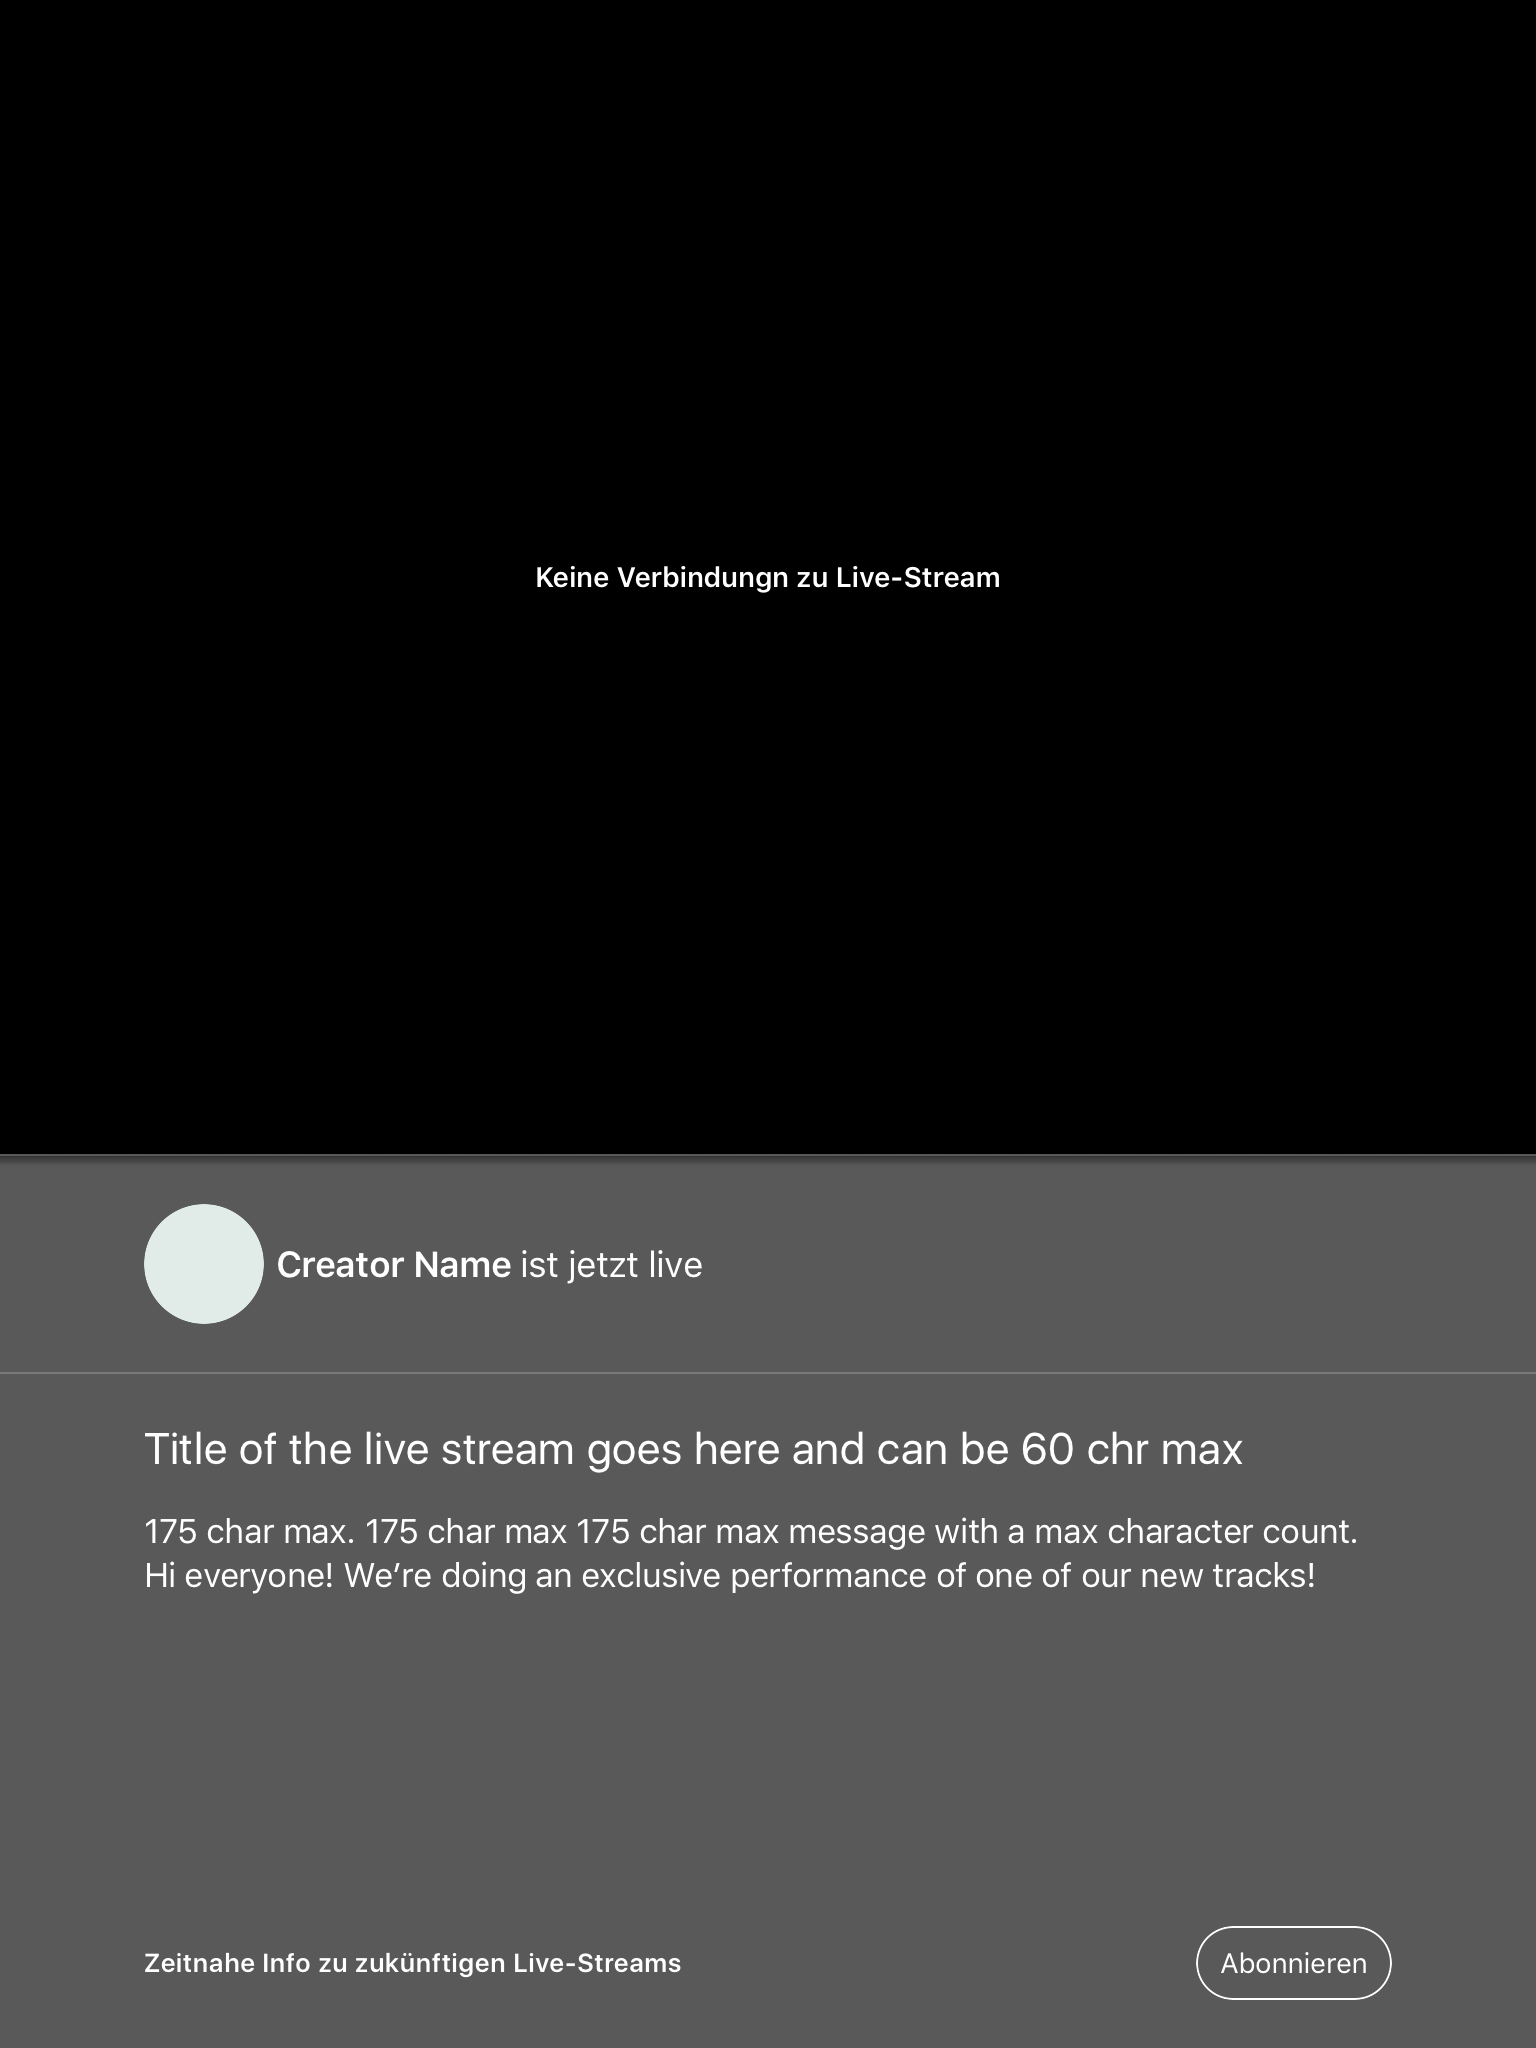 Keine Verbindungn zu Live-Stream
Creator Name ist jetzt live
Title of the live stream goes here and can be 60 chr max
175 char max. 175 char max 175 char max message with a max character count.
Hi everyone! We’re doing an exclusive performance of one of our new tracks!
Zeitnahe Info zu zukünftigen Live-Streams
Abonnieren